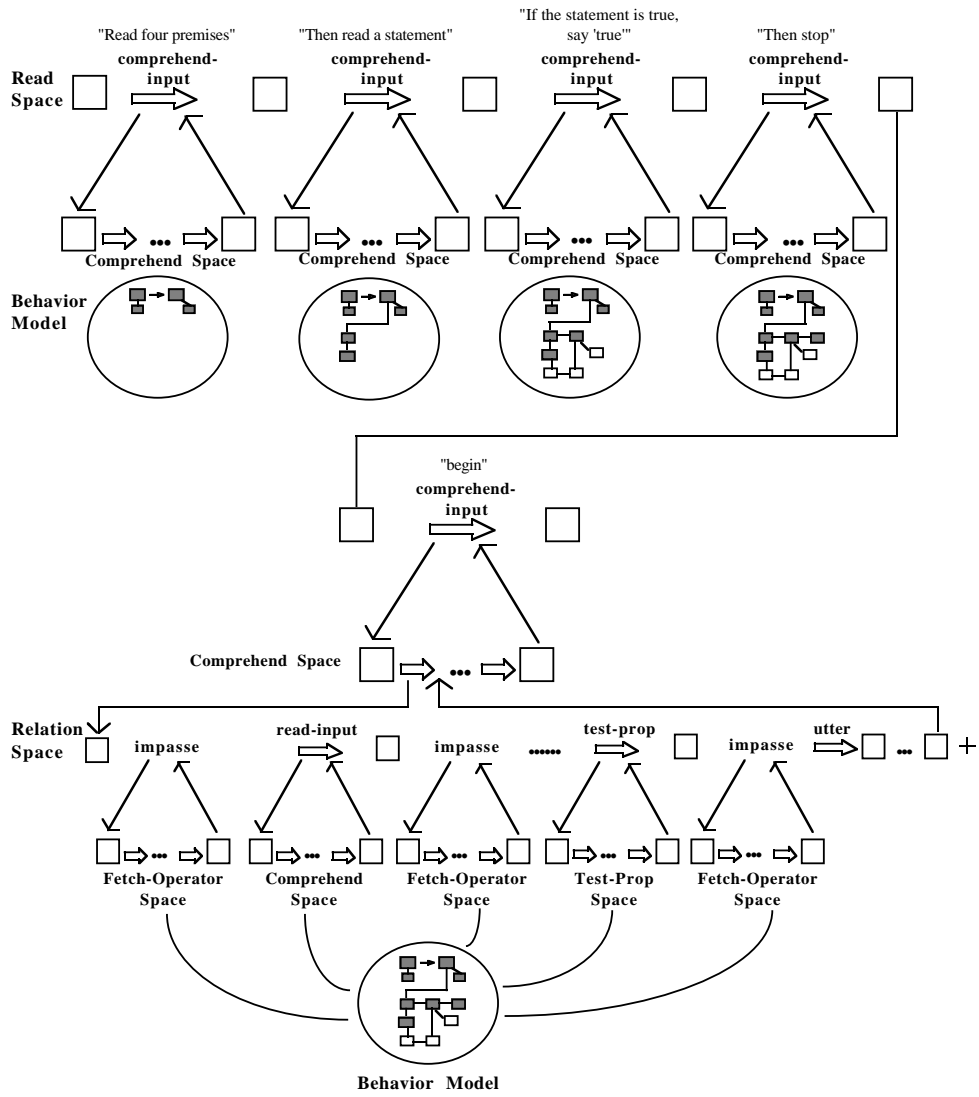 "Read four premises"
comprehend-
input
"Then read a statement"
comprehend-
input
"If the statement is true,
say 'true'"
comprehend-
input
"Then stop"
comprehend-
input
Read
Space
Comprehend Space
Comprehend Space
Comprehend Space
Comprehend Space
Behavior
Model
"begin"
comprehend-
input
Comprehend Space
Relation
Space
impasse
read-input
impasse
test-prop
impasse
utter
Fetch-Operator
Space
Comprehend
Space
Fetch-Operator
Space
Test-Prop
Space
Fetch-Operator
Space
Behavior Model